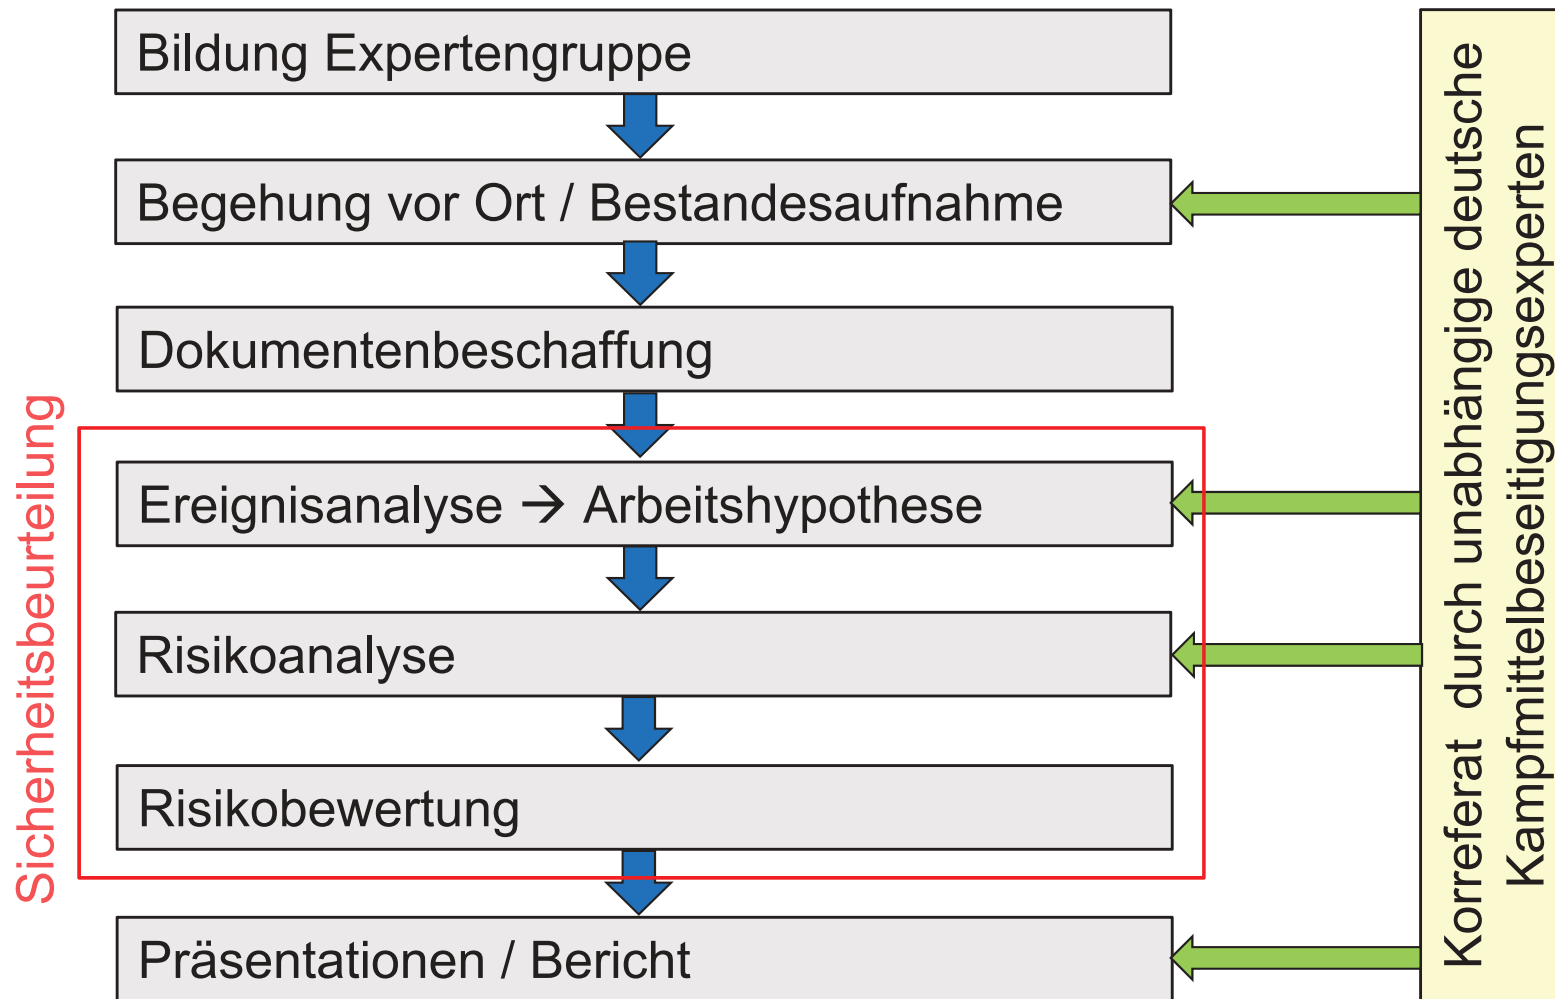 Bildung Expertengruppe
Begehung vor Ort / Bestandesaufnahme
Dokumentenbeschaffung
Ereignisanalyse → Arbeitshypothese
Risikoanalyse
Risikobewertung
Präsentationen / Bericht
Sicherheitsbeurteilung
Korreferat durch unabhängige deutsche
Kampfmittelbeseitigungsexperten